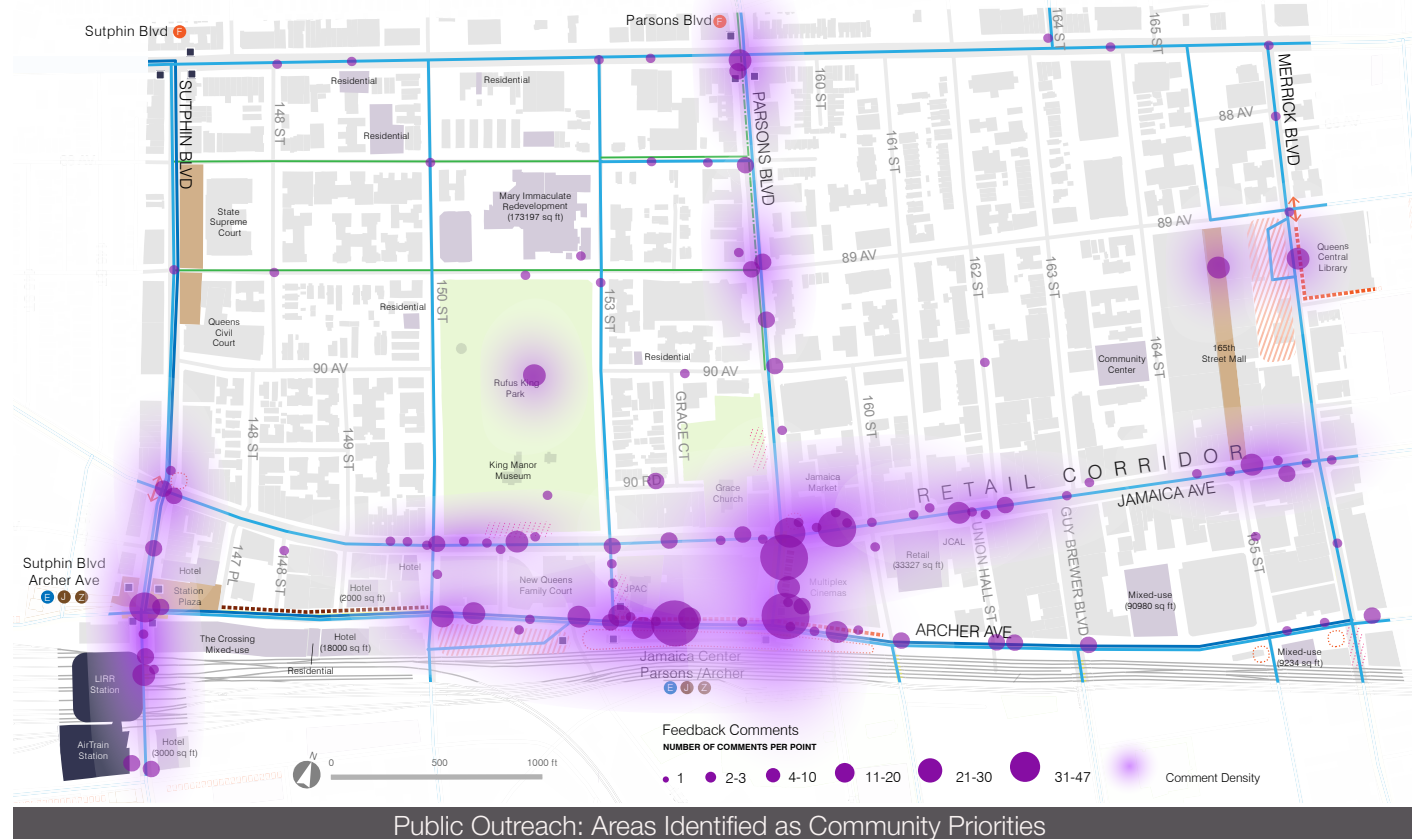 Sutphin Blvd F
Parsons Blvd F
164 ST
165 ST
SUTPHIN BLVD
148 ST
Residential
Residential
Residential
PARSONS BLVD
160 ST
161 ST
88 AV
MERRICK BLVD
State
Supreme
Court
Mary Immaculate
Redevelopment
(173197 sq ft)
89 AV
89 AV
Queens
Central
Library
Queens
Civil
Court
150 ST
153 ST
162 ST
163 ST
164 ST
Residential
Residential
90 AV
90 AV
Rufus King
Park
Community
Center
165th
Street Mall
148 ST
149 ST
GRACE CT
160 ST
King Manor
Museum
90 RD
Grace
Church
Jamaica
Market
RETAIL CORRIDOR
JAMAICA AVE
Sutphin Blvd
Archer Ave
E J Z
147 PL
148 ST
Hotel
Station
Plaza
Hotel
(2000 sq ft)
Hotel
New Queens
Family Court
JPAC
Multiplex
Cinemas
Retail
(33327 sq ft)
JCAL
UNION HALL ST
GUY BREWER BLVD
165 ST
Mixed-use
(90980 sq ft)
The Crossing
Mixed-use
Hotel
(18000 sq ft)
Residential
ARCHER AVE
Jamaica Center
Parsons /Archer
E J Z
Mixed-use
(9234 sq ft)
LIRR
Station
AirTrain
Station
Hotel
(3000 sq ft)
N
0 500 1000 ft
Feedback Comments
NUMBER OF COMMENTS PER POINT
1 2-3 4-10 11-20 21-30 31-47 Comment Density
Public Outreach: Areas Identified as Community Priorities